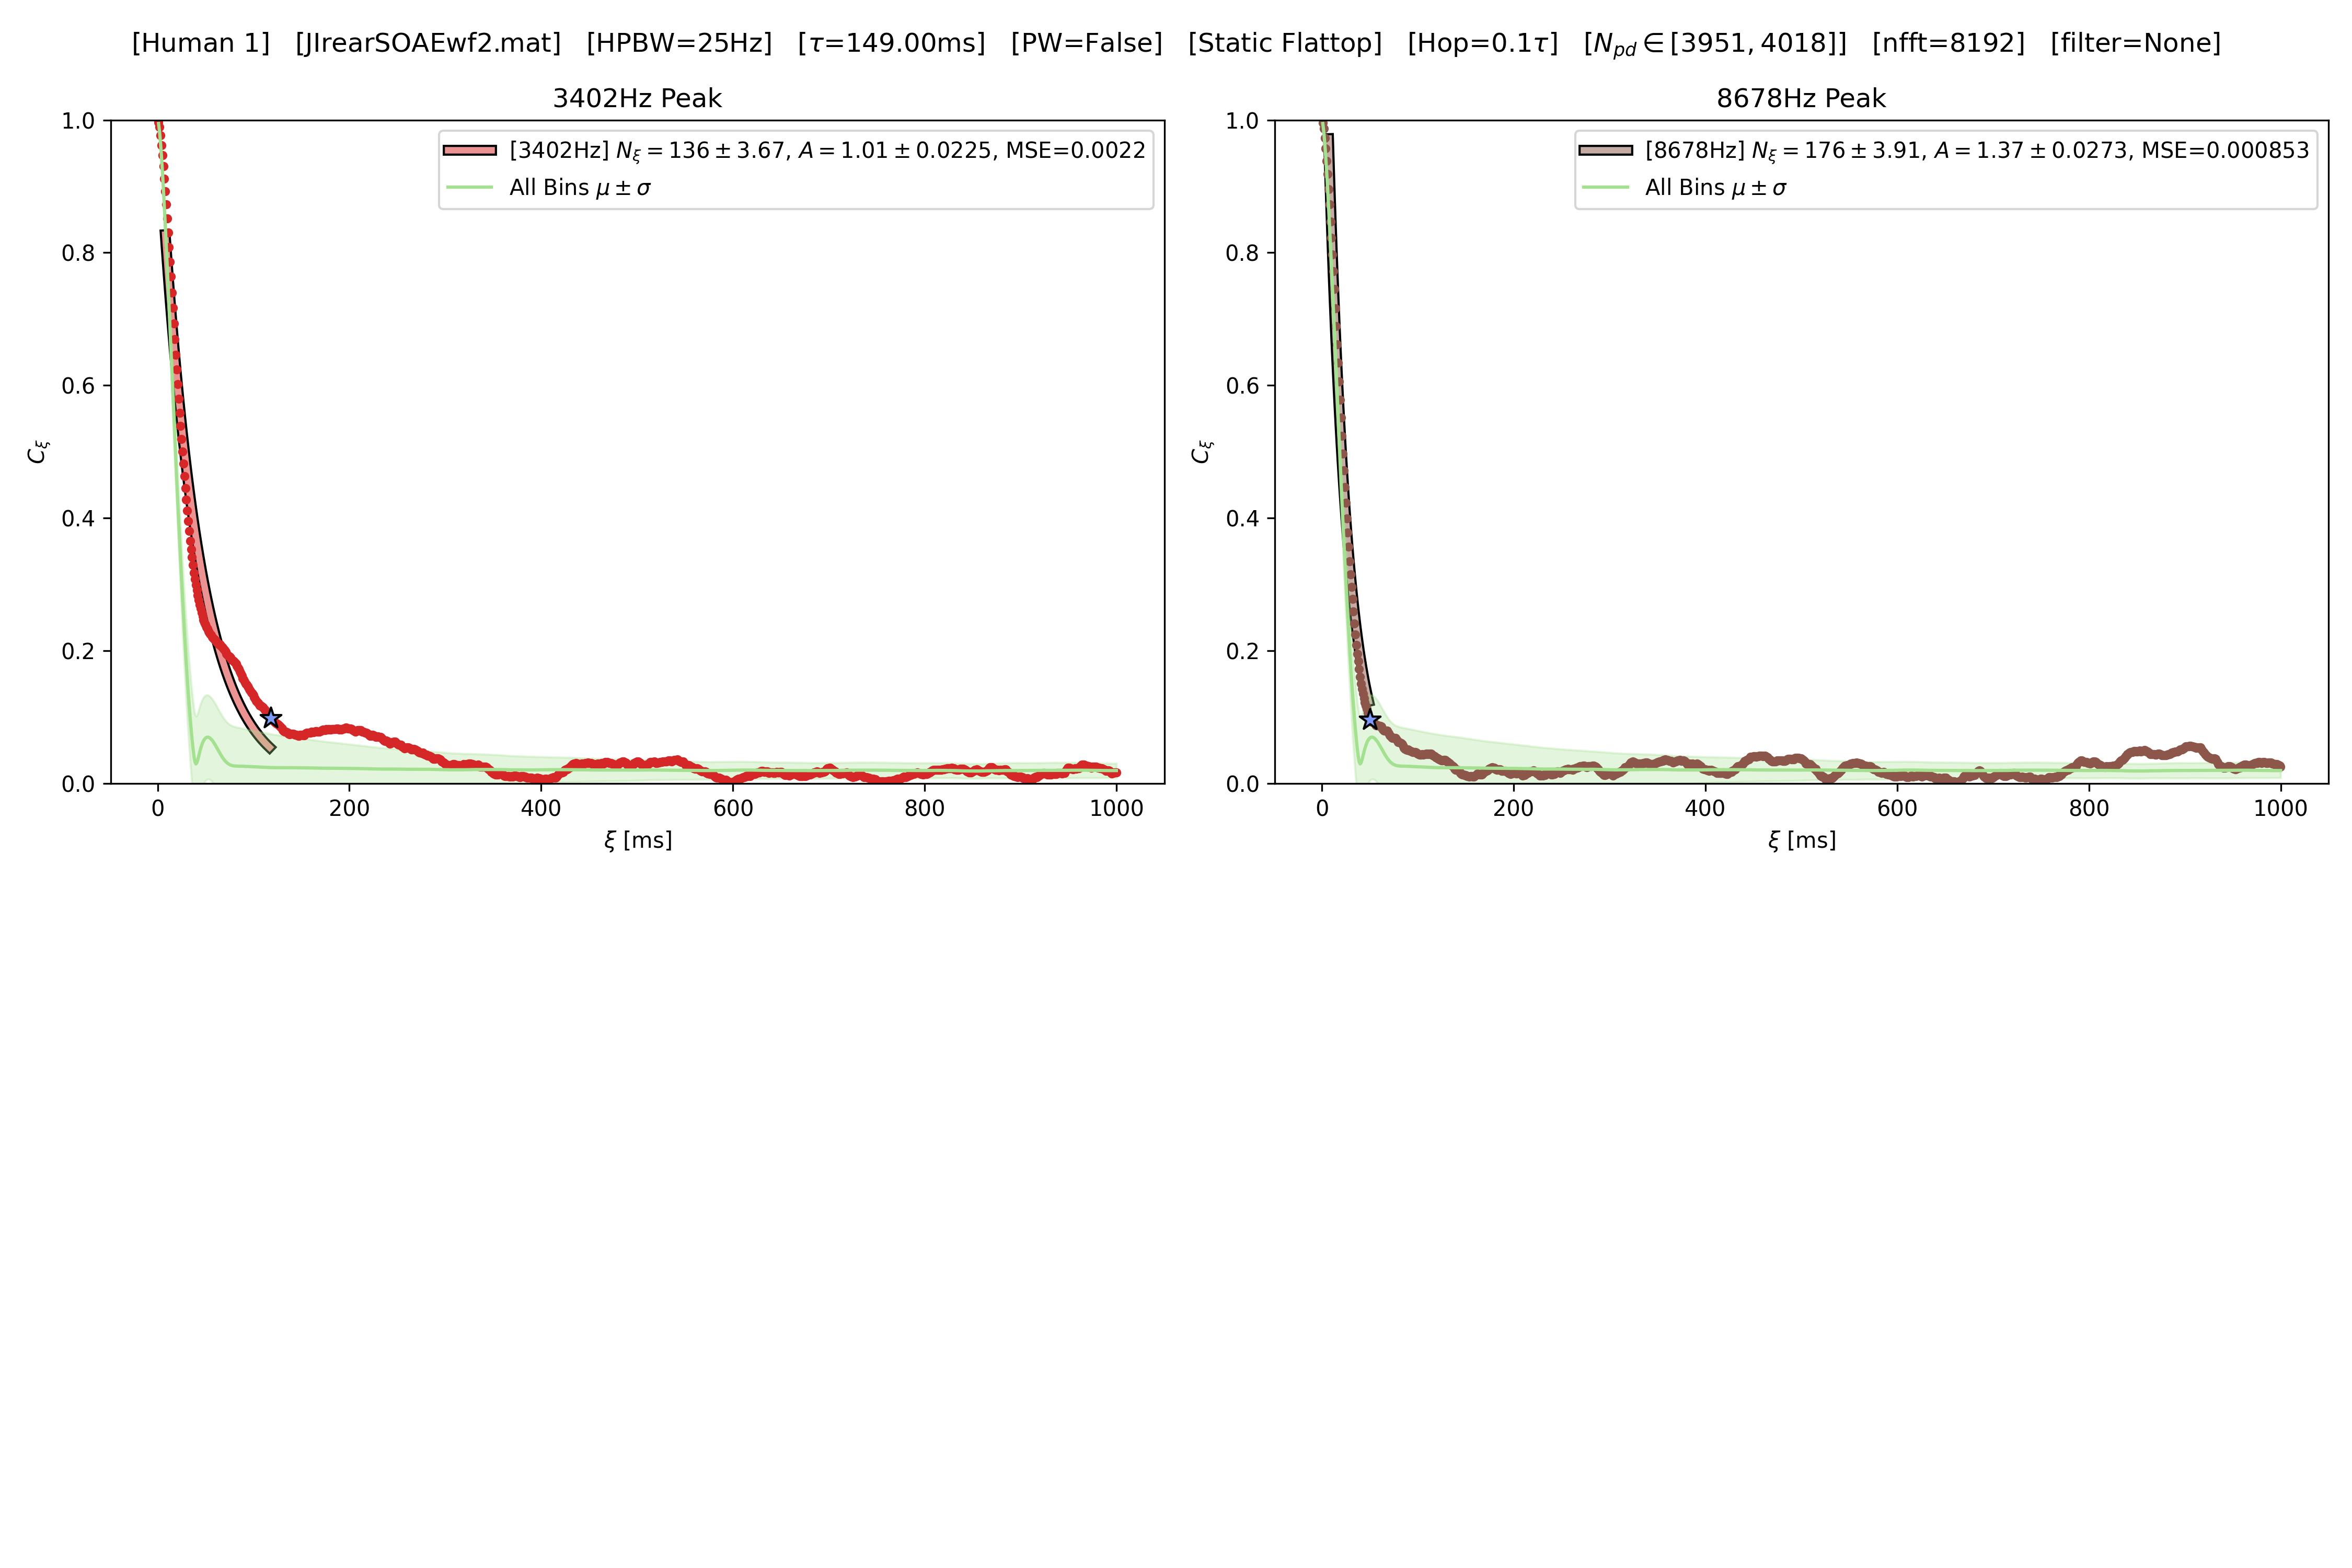 [Human 1] [JIrearSOAEwf2.mat] [HPBW=25Hz] [τ=149.00ms] [PW=False] [Static Flattop] [Hop=0.1τ] [N_pd ∈ [3951, 4018]] [nfft=8192] [filter=None]
3402Hz Peak
1.0
0.8
0.6
0.4
0.2
0.0
C_ξ
[3402Hz] N_ξ = 136 ± 3.67, A = 1.01 ± 0.0225, MSE=0.0022
All Bins μ ± σ
0 200 400 600 800 1000
ξ [ms]
8678Hz Peak
1.0
0.8
0.6
0.4
0.2
0.0
C_ξ
[8678Hz] N_ξ = 176 ± 3.91, A = 1.37 ± 0.0273, MSE=0.000853
All Bins μ ± σ
0 200 400 600 800 1000
ξ [ms]